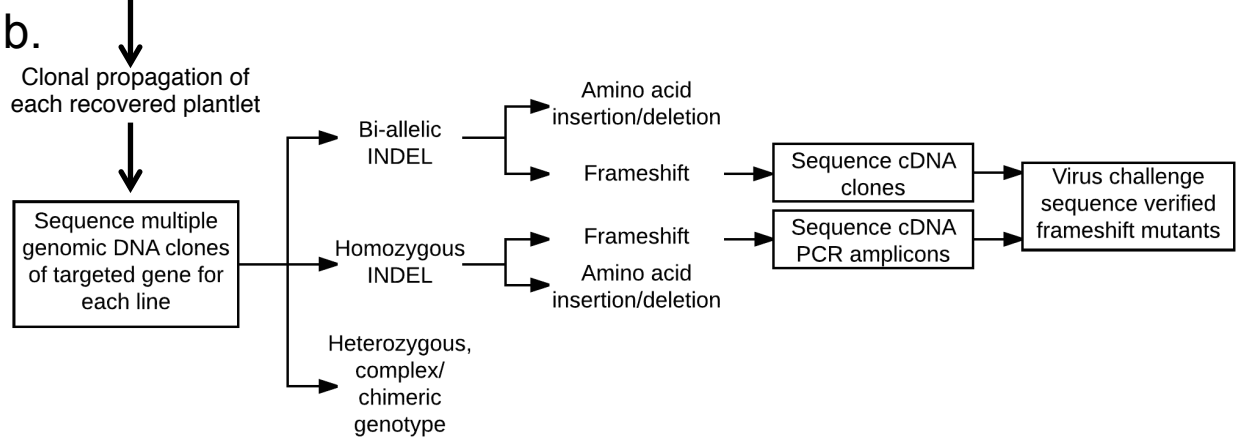 b.
Clonal propagation of
each recovered plantlet
Sequence multiple
genomic DNA clones
of targeted gene for
each line
Bi-allelic
INDEL
Homozygous
INDEL
Heterozygous,
complex/
chimeric
genotype
Amino acid
insertion/deletion
Frameshift
Frameshift
Amino acid
insertion/deletion
Sequence cDNA
clones
Sequence cDNA
PCR amplicons
Virus challenge
sequence verified
frameshift mutants